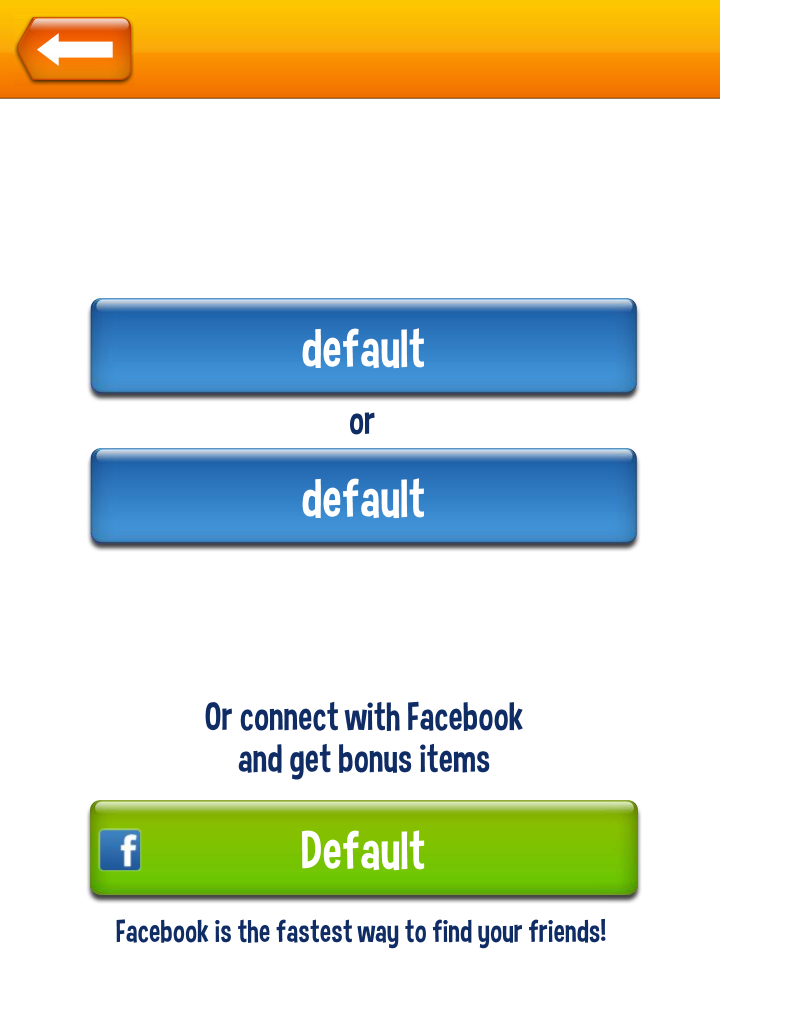 default
or
default
Or connect with Facebook
and get bonus items
f
Default
Facebook is the fastest way to find your friends!